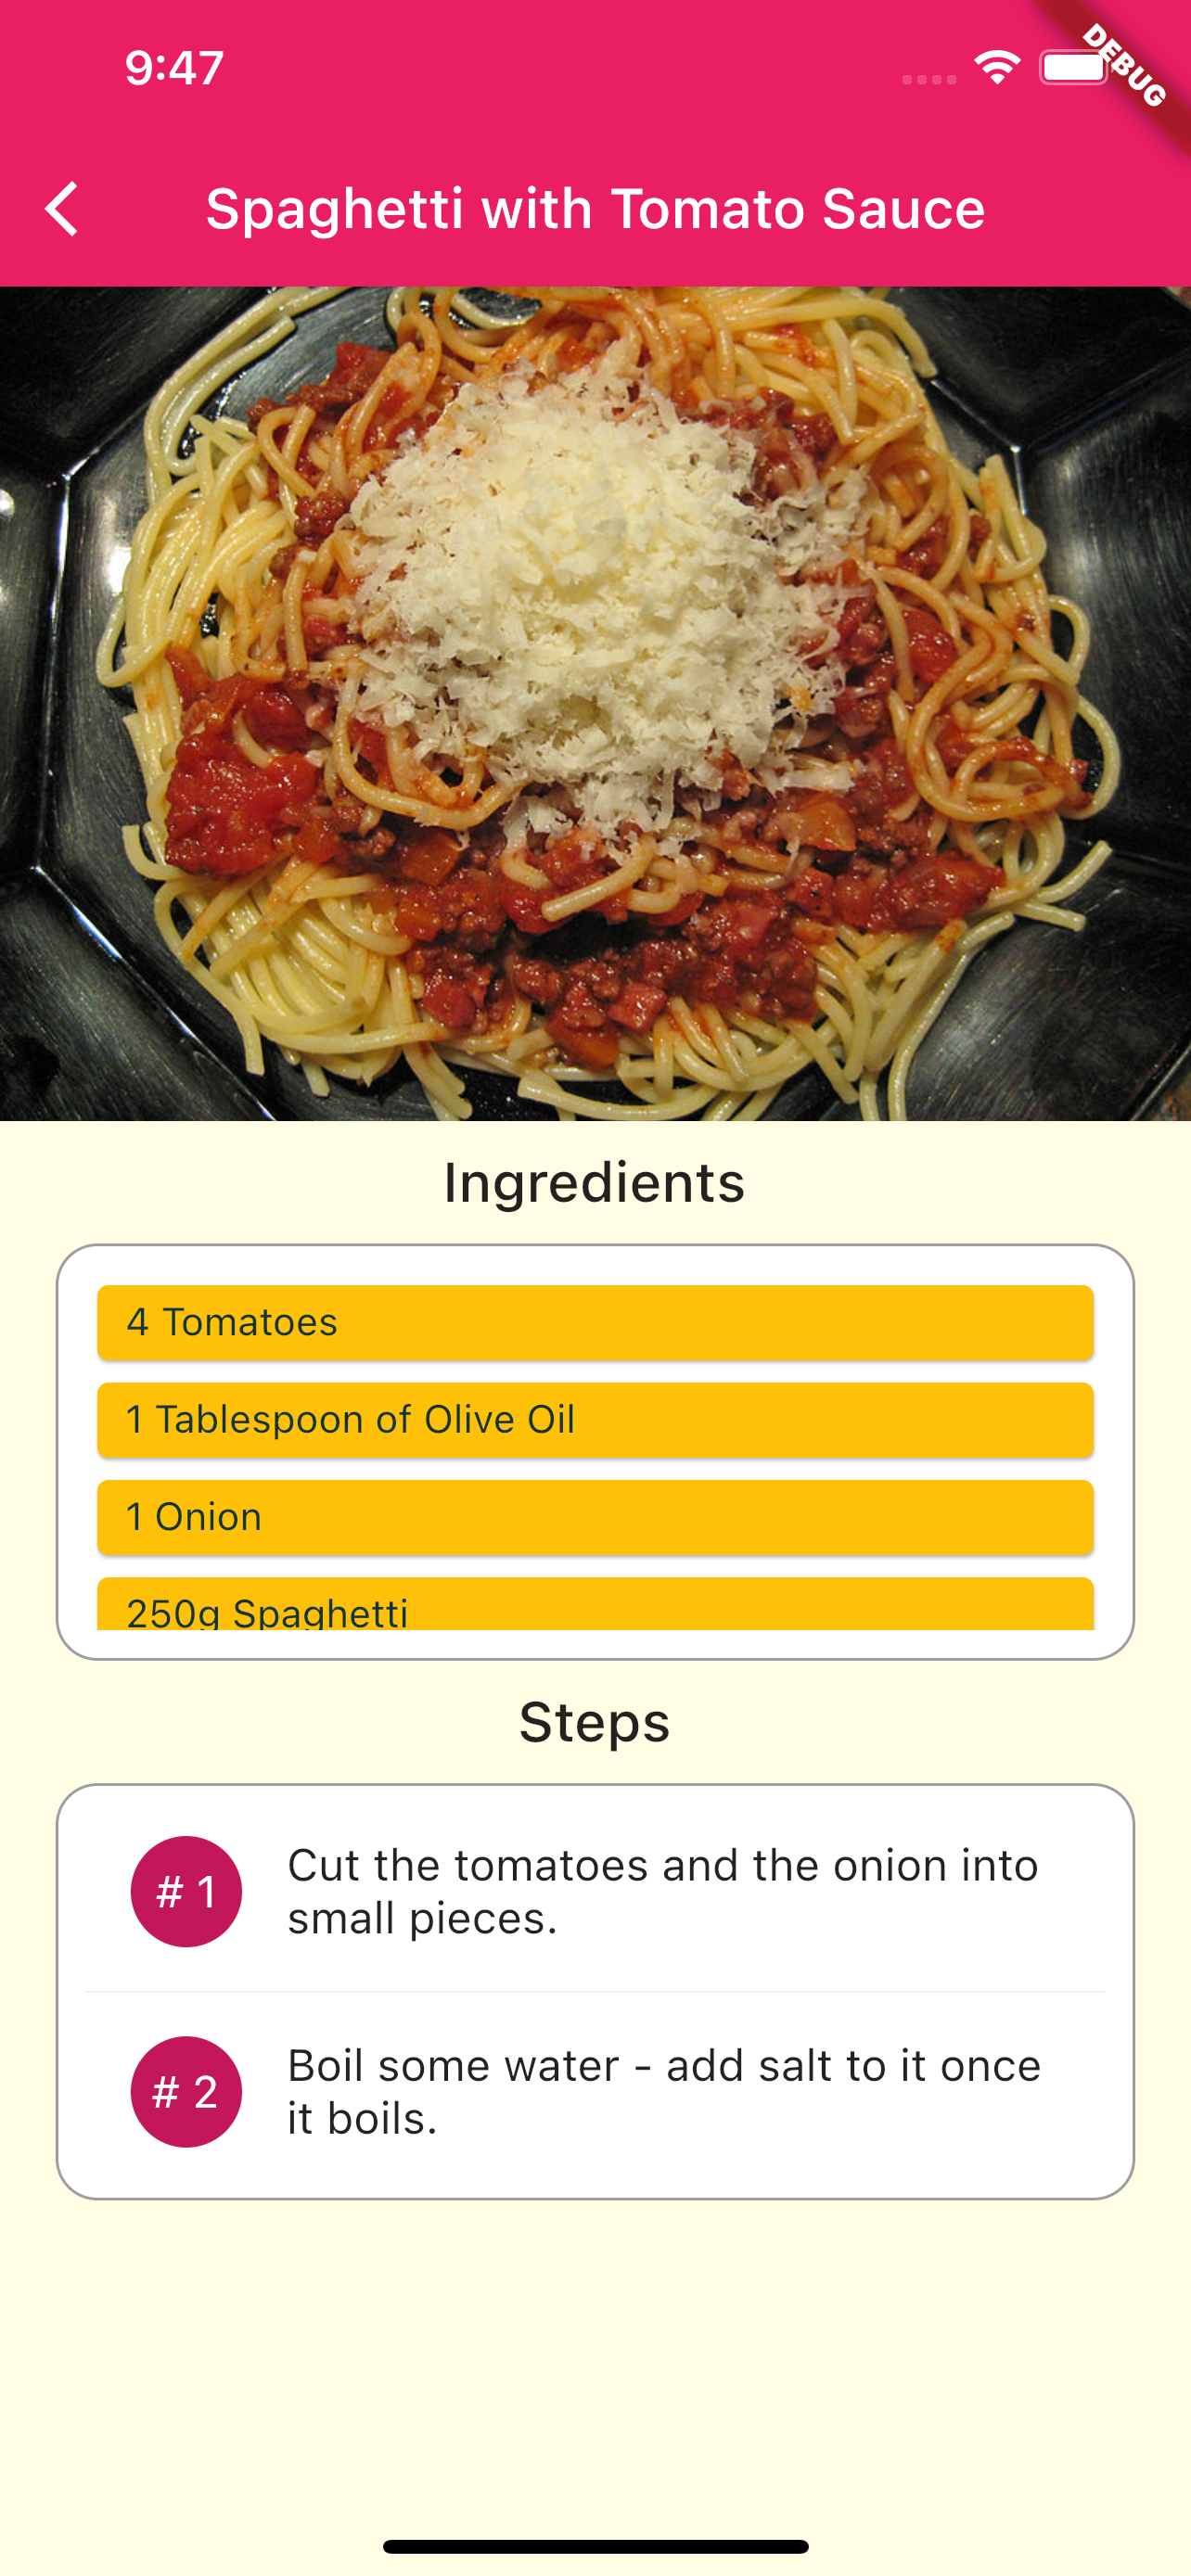 9:47
DEBUG
Spaghetti with Tomato Sauce
Ingredients
4 Tomatoes
1 Tablespoon of Olive Oil
1 Onion
250g Spaghetti
Steps
# 1
Cut the tomatoes and the onion into
small pieces.
# 2
Boil some water - add salt to it once
it boils.